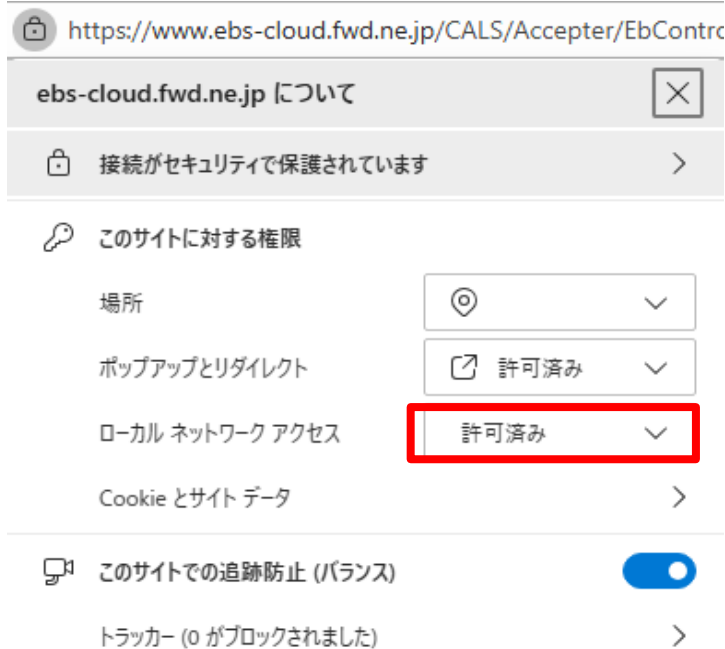 https://www.ebs-cloud.fwd.ne.jp/CALS/Accepter/EbContro
ebs-cloud.fwd.ne.jp について
接続がセキュリティで保護されています
このサイトに対する権限
場所
ポップアップとリダイレクト 許可済み
ローカル ネットワーク アクセス 許可済み
Cookie とサイト データ
このサイトでの追跡防止 (バランス)
トラッカー (0 がブロックされました)